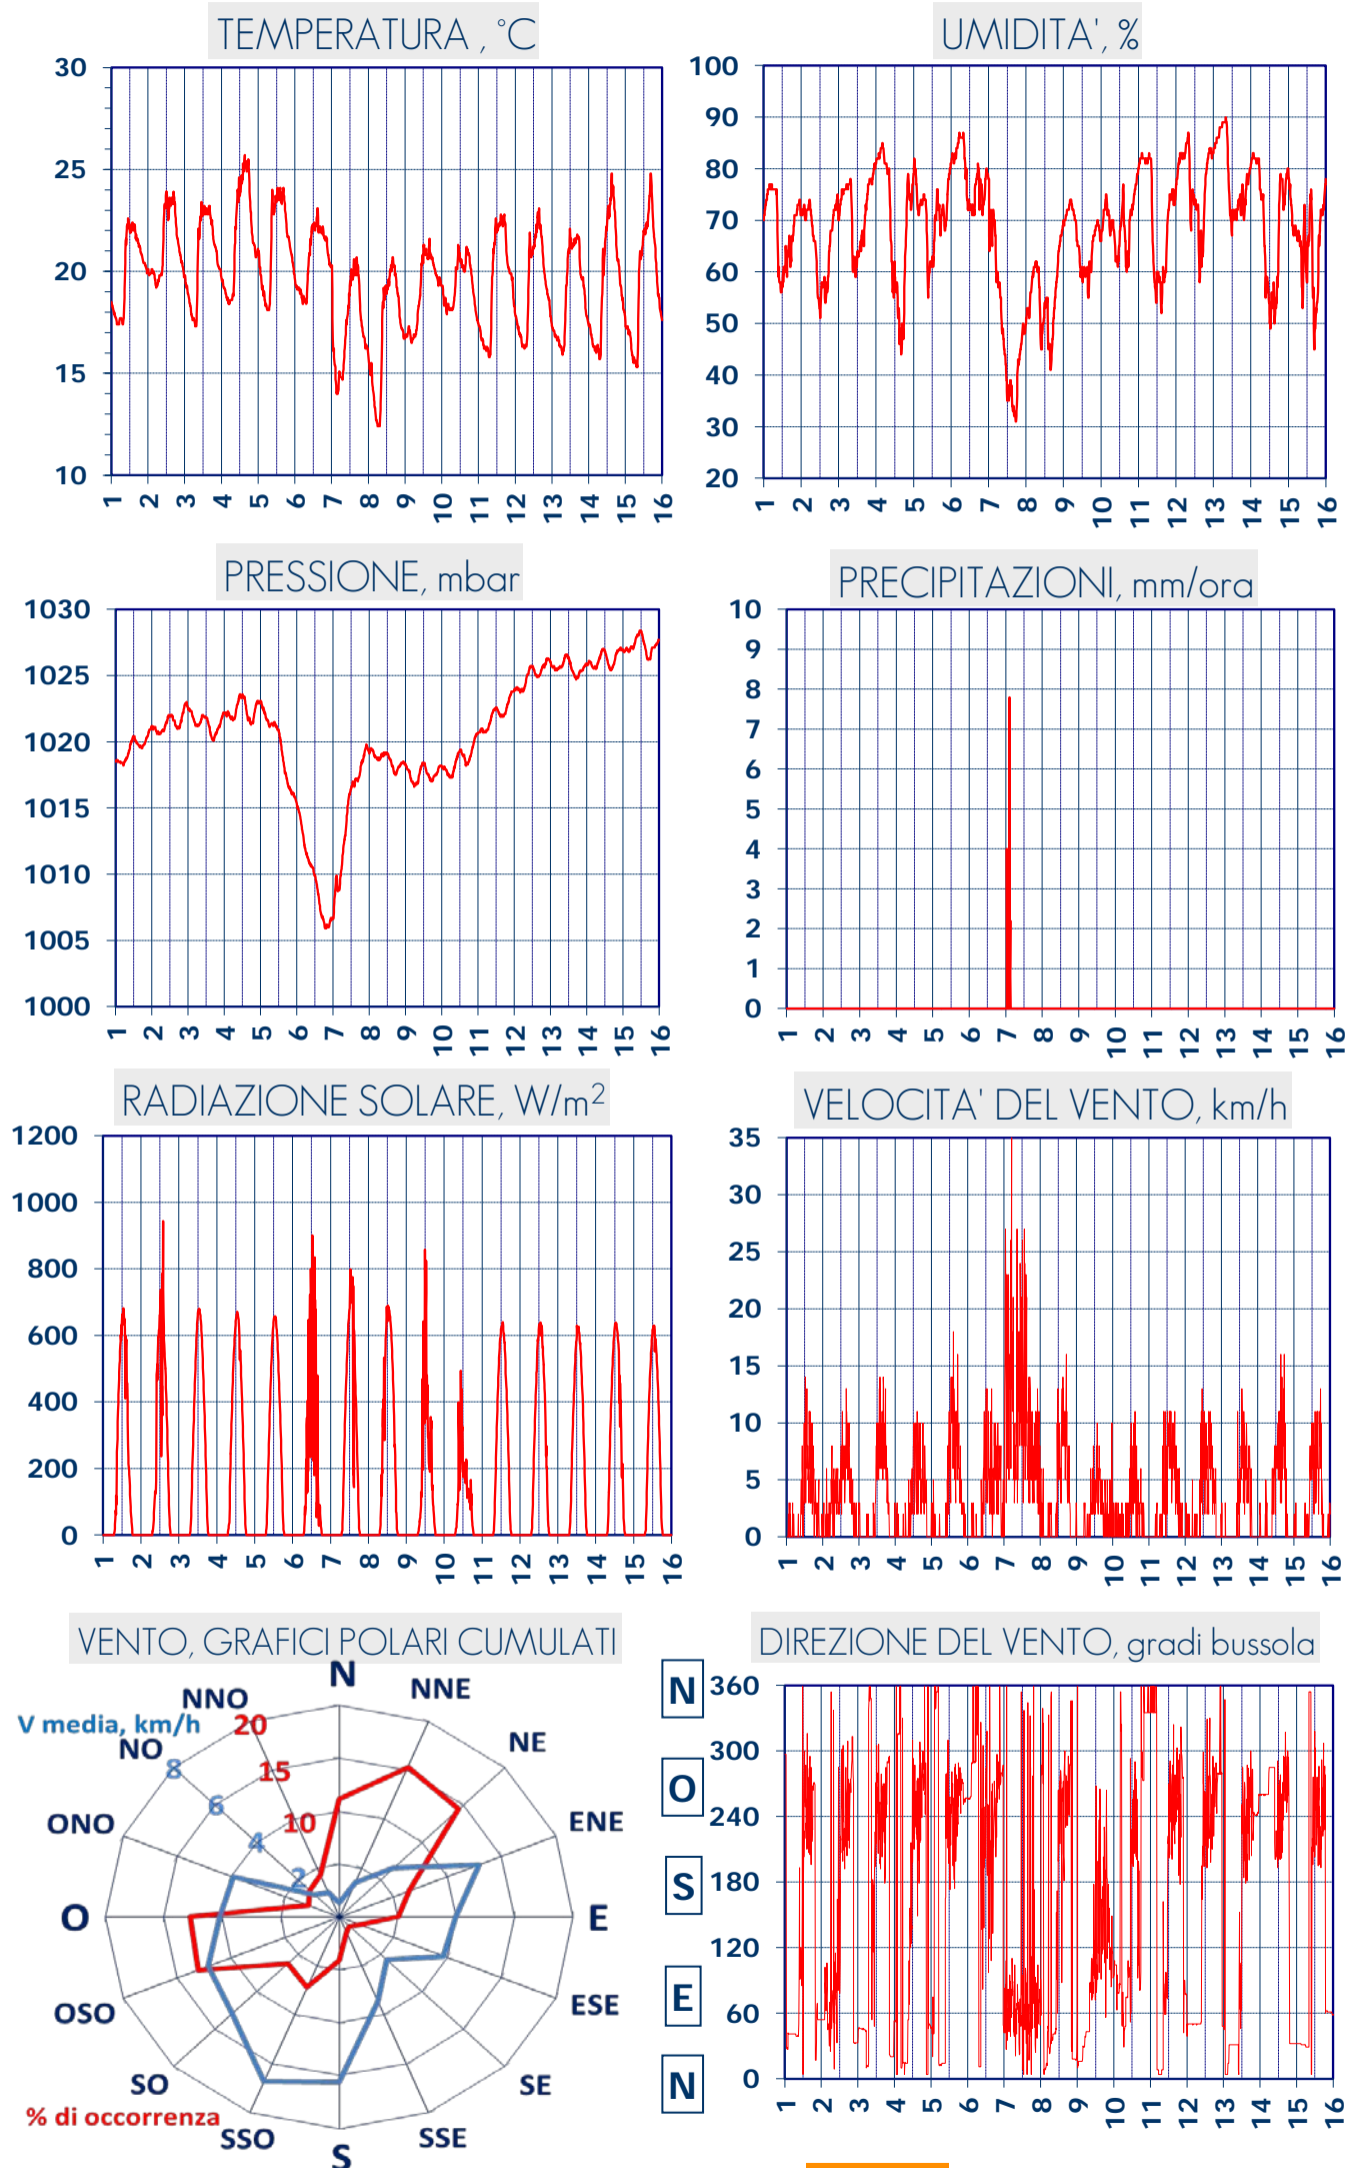 TEMPERATURA , °C
30
25
20
15
10
1 2 3 4 5 6 7 8 9 10 11 12 13 14 15 16
UMIDITA', %
100
90
80
70
60
50
40
30
20
1 2 3 4 5 6 7 8 9 10 11 12 13 14 15 16
PRESSIONE, mbar
1030
1025
1020
1015
1010
1005
1000
1 2 3 4 5 6 7 8 9 10 11 12 13 14 15 16
PRECIPITAZIONI, mm/ora
10
9
8
7
6
5
4
3
2
1
0
1 2 3 4 5 6 7 8 9 10 11 12 13 14 15 16
RADIAZIONE SOLARE, W/m²
1200
1000
800
600
400
200
0
1 2 3 4 5 6 7 8 9 10 11 12 13 14 15 16
VELOCITA' DEL VENTO, km/h
35
30
25
20
15
10
5
0
1 2 3 4 5 6 7 8 9 10 11 12 13 14 15 16
VENTO, GRAFICI POLARI CUMULATI
N
NNO NNE
V media, km/h 20
NO NE
8 15
6 10
ONO 4 ENE
2
O E
OSO ESE
SO SE
% di occorrenza
SSO SSE
S
DIREZIONE DEL VENTO, gradi bussola
N 360
300
O 240
S 180
120
E 60
N 0
1 2 3 4 5 6 7 8 9 10 11 12 13 14 15 16